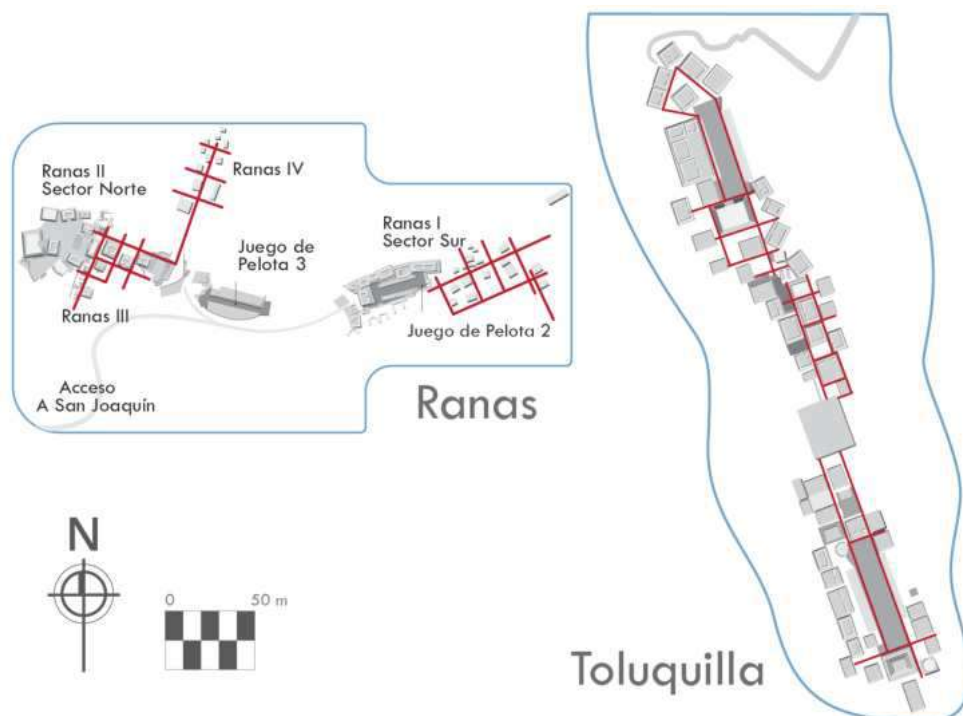 Ranas II
Sector Norte
Ranas IV
Juego de
Pelota 3
Ranas I
Sector Sur
Ranas III
Juego de Pelota 2
Acceso
A San Joaquín
Ranas
N
0 50 m
Toluquilla